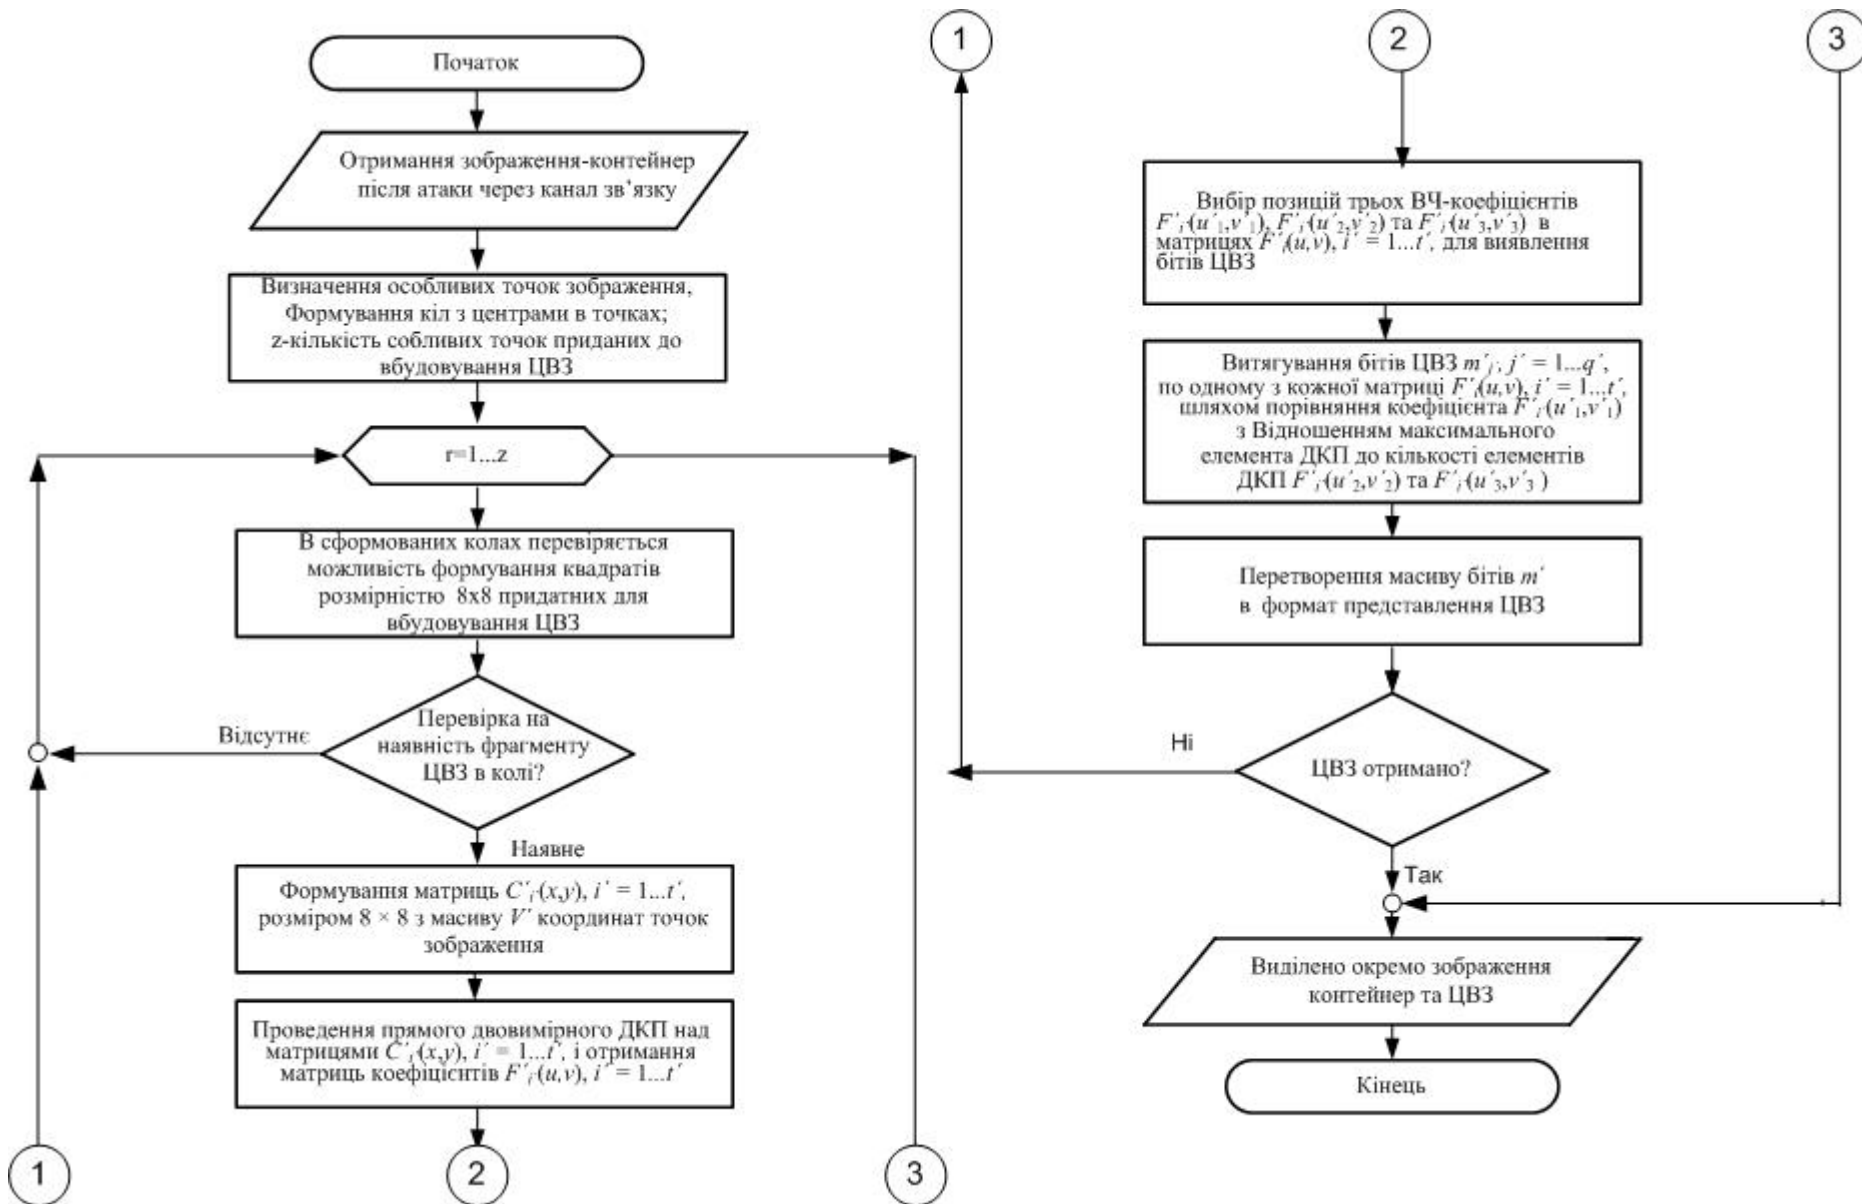 Початок
Отримання зображення-контейнер
після атаки через канал зв’язку
Визначення особливих точок зображення,
Формування кіл з центрами в точках;
z-кількість собливих точок приданих до
вбудовування ЦВЗ
r=1...z
В сформованих колах перевіряється
можливість формування квадратів
розмірністю 8x8 придатних для
вбудовування ЦВЗ
Перевірка на
наявність фрагменту
ЦВЗ в колі?
Відсутнє
Наявне
Формування матриць C′i′(x,y), i′ = 1...t′,
розміром 8 × 8 з масиву V′ координат точок
зображення
Проведення прямого двовимірного ДКП над
матрицями C′i′(x,y), i′ = 1...t′, і отримання
матриць коефіцієнтів F′i′(u,v), i′ = 1...t′
1
2
3
1
2
3
Вибір позицій трьох ВЧ-коефіцієнтів
F′i′(u′1,v′1), F′i′(u′2,v′2) та F′i′(u′3,v′3) в
матрицях F′i′(u,v), i′ = 1...t′, для виявлення
бітів ЦВЗ
Витягування бітів ЦВЗ m′j′, j′ = 1...q′,
по одному з кожної матриці F′i′(u,v), i′ = 1...t′,
шляхом порівняння коефіцієнта F′i′(u′1,v′1)
з Відношенням максимального
елемента ДКП до кількості елементів
ДКП F′i′(u′2,v′2) та F′i′(u′3,v′3 )
Перетворення масиву бітів m′
в формат представлення ЦВЗ
Ні
ЦВЗ отримано?
Так
Виділено окремо зображення
контейнер та ЦВЗ
Кінець